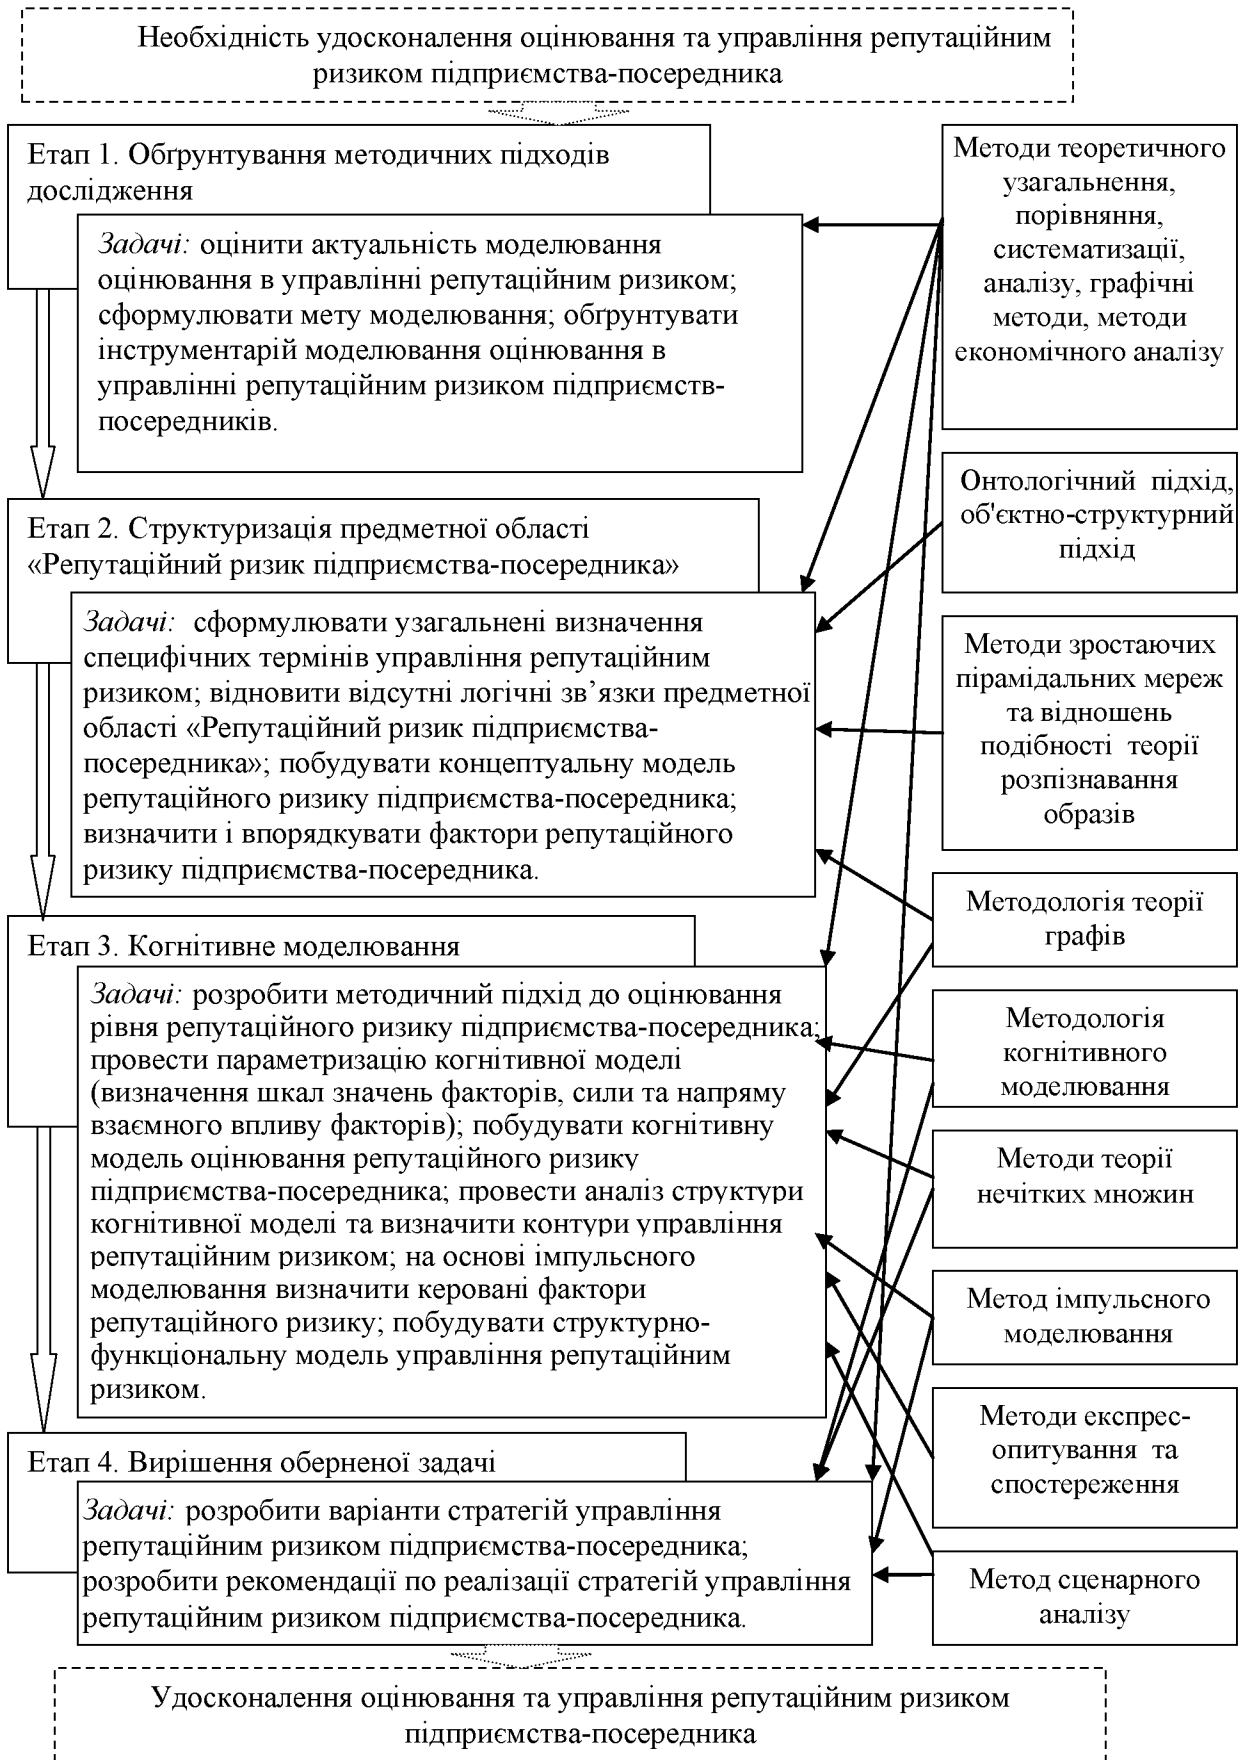 Необхідність удосконалення оцінювання та управління репутаційним
ризиком підприємства-посередника
Етап 1. Обґрунтування методичних підходів
дослідження
Задачі: оцінити актуальність моделювання
оцінювання в управлінні репутаційним ризиком;
сформулювати мету моделювання; обґрунтувати
інструментарій моделювання оцінювання в
управлінні репутаційним ризиком підприємств-
посередників.
Етап 2. Структуризація предметної області
«Репутаційний ризик підприємства-посередника»
Задачі: сформулювати узагальнені визначення
специфічних термінів управління репутаційним
ризиком; відновити відсутні логічні зв’язки предметної
області «Репутаційний ризик підприємства-
посередника»; побудувати концептуальну модель
репутаційного ризику підприємства-посередника;
визначити і впорядкувати фактори репутаційного
ризику підприємства-посередника.
Етап 3. Когнітивне моделювання
Задачі: розробити методичний підхід до оцінювання
рівня репутаційного ризику підприємства-посередника;
провести параметризацію когнітивної моделі
(визначення шкал значень факторів, сили та напряму
взаємного впливу факторів); побудувати когнітивну
модель оцінювання репутаційного ризику
підприємства-посередника; провести аналіз структури
когнітивної моделі та визначити контури управління
репутаційним ризиком; на основі імпульсного
моделювання визначити керовані фактори
репутаційного ризику; побудувати структурно-
функціональну модель управління репутаційним
ризиком.
Етап 4. Вирішення оберненої задачі
Задачі: розробити варіанти стратегій управління
репутаційним ризиком підприємства-посередника;
розробити рекомендації по реалізації стратегій управління
репутаційним ризиком підприємства-посередника.
Методи теоретичного
узагальнення,
порівняння,
систематизації,
аналізу, графічні
методи, методи
економічного аналізу
Онтологічний підхід,
об'єктно-структурний
підхід
Методи зростаючих
пірамідальних мереж
та відношень
подібності теорії
розпізнавання
образів
Методологія теорії
графів
Методологія
когнітивного
моделювання
Методи теорії
нечітких множин
Метод імпульсного
моделювання
Методи експрес-
опитування та
спостереження
Метод сценарного
аналізу
Удосконалення оцінювання та управління репутаційним ризиком
підприємства-посередника